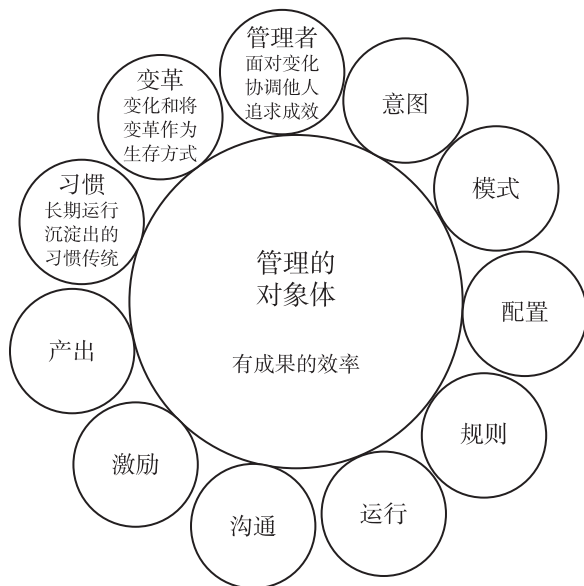 管理者
面对变化
协调他人
追求成效
意图
模式
配置
规则
运行
沟通
激励
产出
习惯
长期运行
沉淀出的
习惯传统
变革
变化和将
变革作为
生存方式
管理的
对象体
有成果的效率